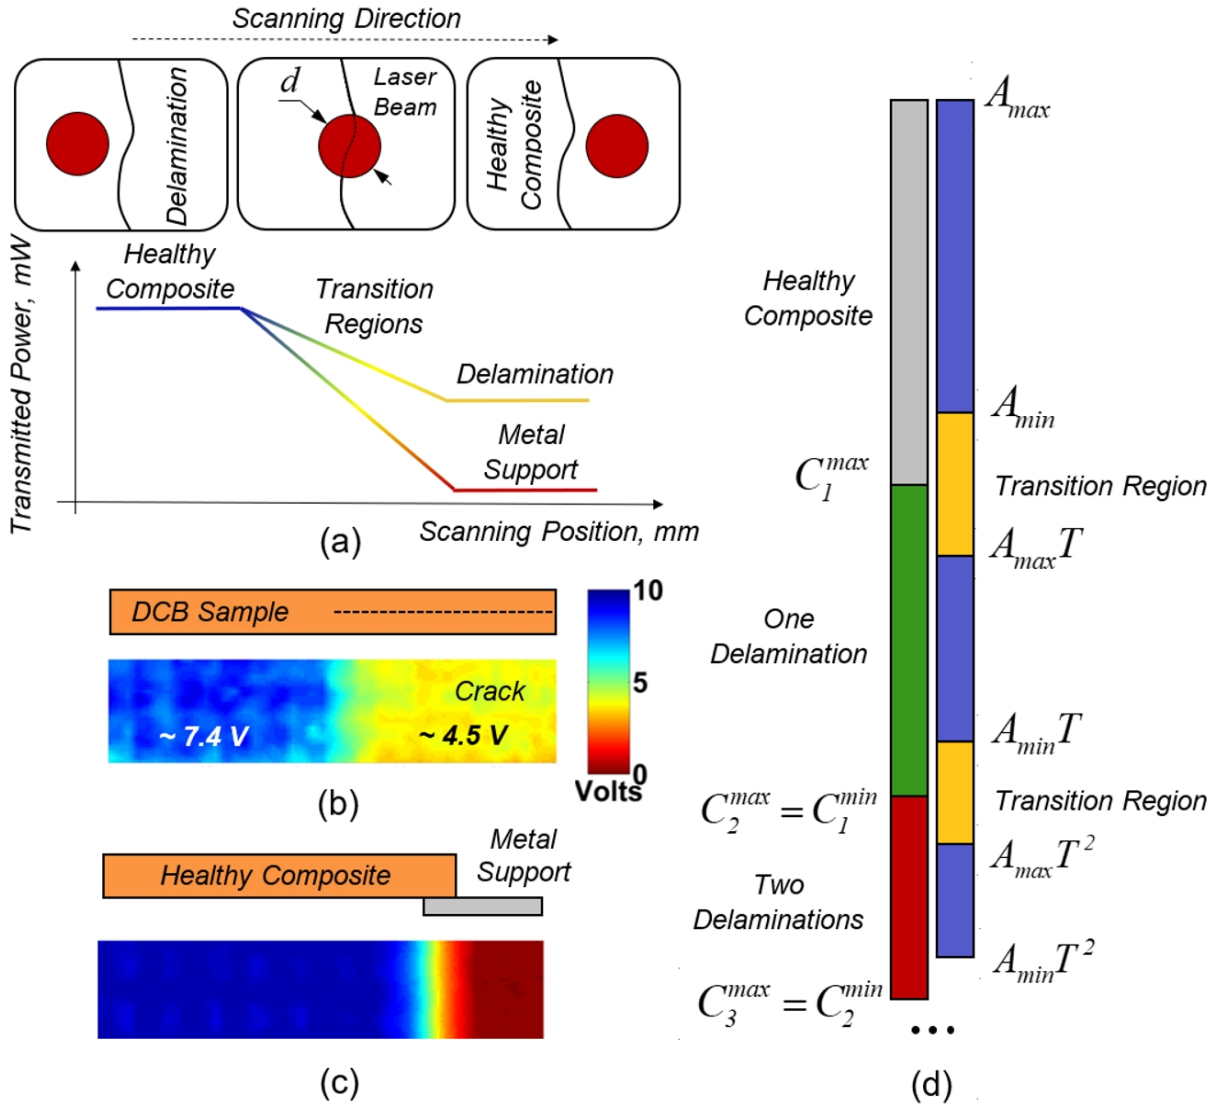 Scanning Direction
Delamination
d
Laser
Beam
Healthy
Composite
Transmitted Power, mW
Healthy
Composite
Transition
Regions
Delamination
Metal
Support
Scanning Position, mm
(a)
DCB Sample
Crack
~ 7.4 V
~ 4.5 V
10
5
0
Volts
(b)
Metal
Support
Healthy Composite
(c)
A_max
Healthy
Composite
A_min
C_1^max
Transition Region
A_max T
One
Delamination
A_min T
C_2^max = C_1^min
Transition Region
A_max T^2
Two
Delaminations
A_min T^2
C_3^max = C_2^min
...
(d)